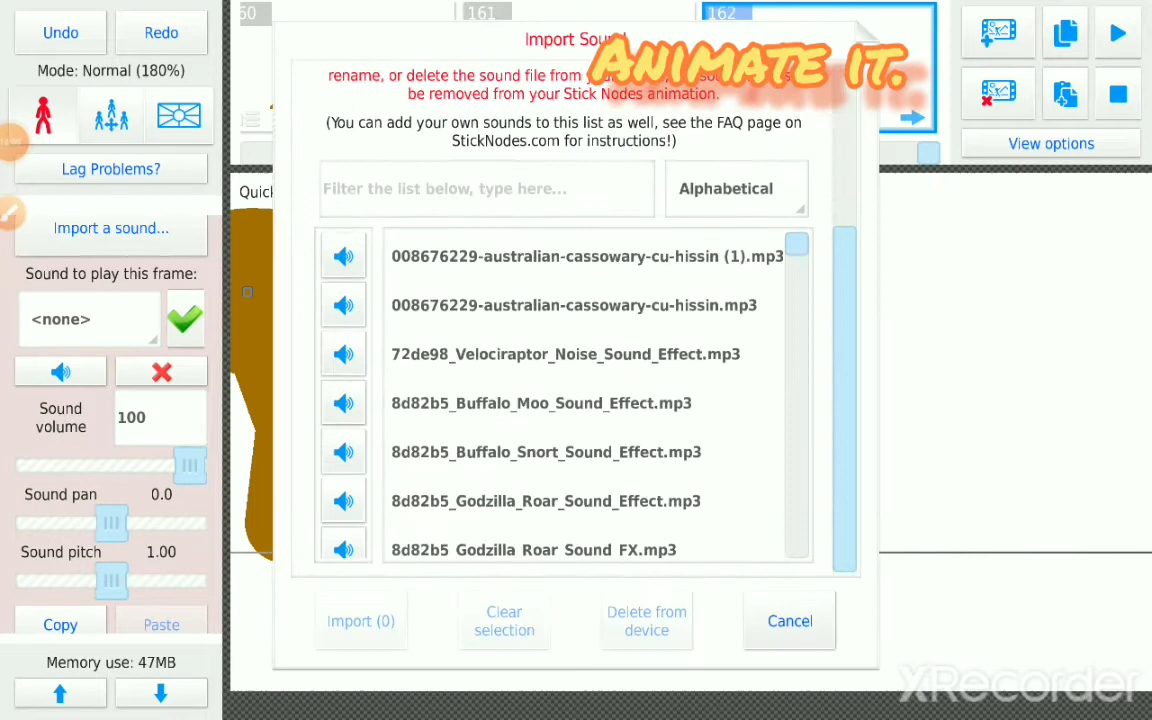 Undo
Redo
Mode: Normal (180%)
Lag Problems?
Import a sound...
Sound to play this frame:
<none>
Sound volume
100
Sound pan
0.0
Sound pitch
1.00
Copy
Paste
Memory use: 47MB
60
161
162
Quick
View options
Import Sound
ANIMATE IT.
rename, or delete the sound file from
be removed from your Stick Nodes animation.
(You can add your own sounds to this list as well, see the FAQ page on
StickNodes.com for instructions!)
Filter the list below, type here...
Alphabetical
008676229-australian-cassowary-cu-hissin (1).mp3
008676229-australian-cassowary-cu-hissin.mp3
72de98_Velociraptor_Noise_Sound_Effect.mp3
8d82b5_Buffalo_Moo_Sound_Effect.mp3
8d82b5_Buffalo_Snort_Sound_Effect.mp3
8d82b5_Godzilla_Roar_Sound_Effect.mp3
8d82b5_Godzilla_Roar_Sound_FX.mp3
Import (0)
Clear selection
Delete from device
Cancel
XRecorder